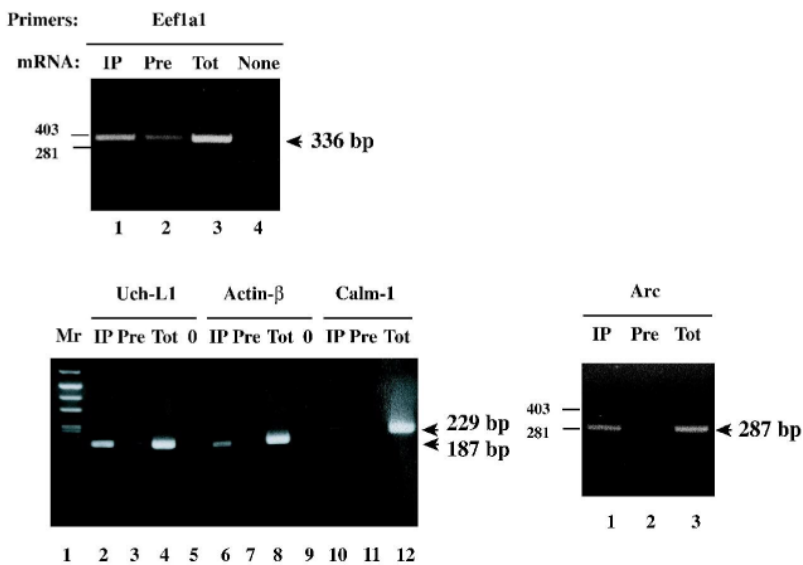 Primers: Eef1a1
mRNA: IP Pre Tot None
403
281
336 bp
1 2 3 4
Uch-L1 Actin-β Calm-1
Mr IP Pre Tot 0 IP Pre Tot 0 IP Pre Tot
229 bp
187 bp
1 2 3 4 5 6 7 8 9 10 11 12
Arc
IP Pre Tot
403
281
287 bp
1 2 3